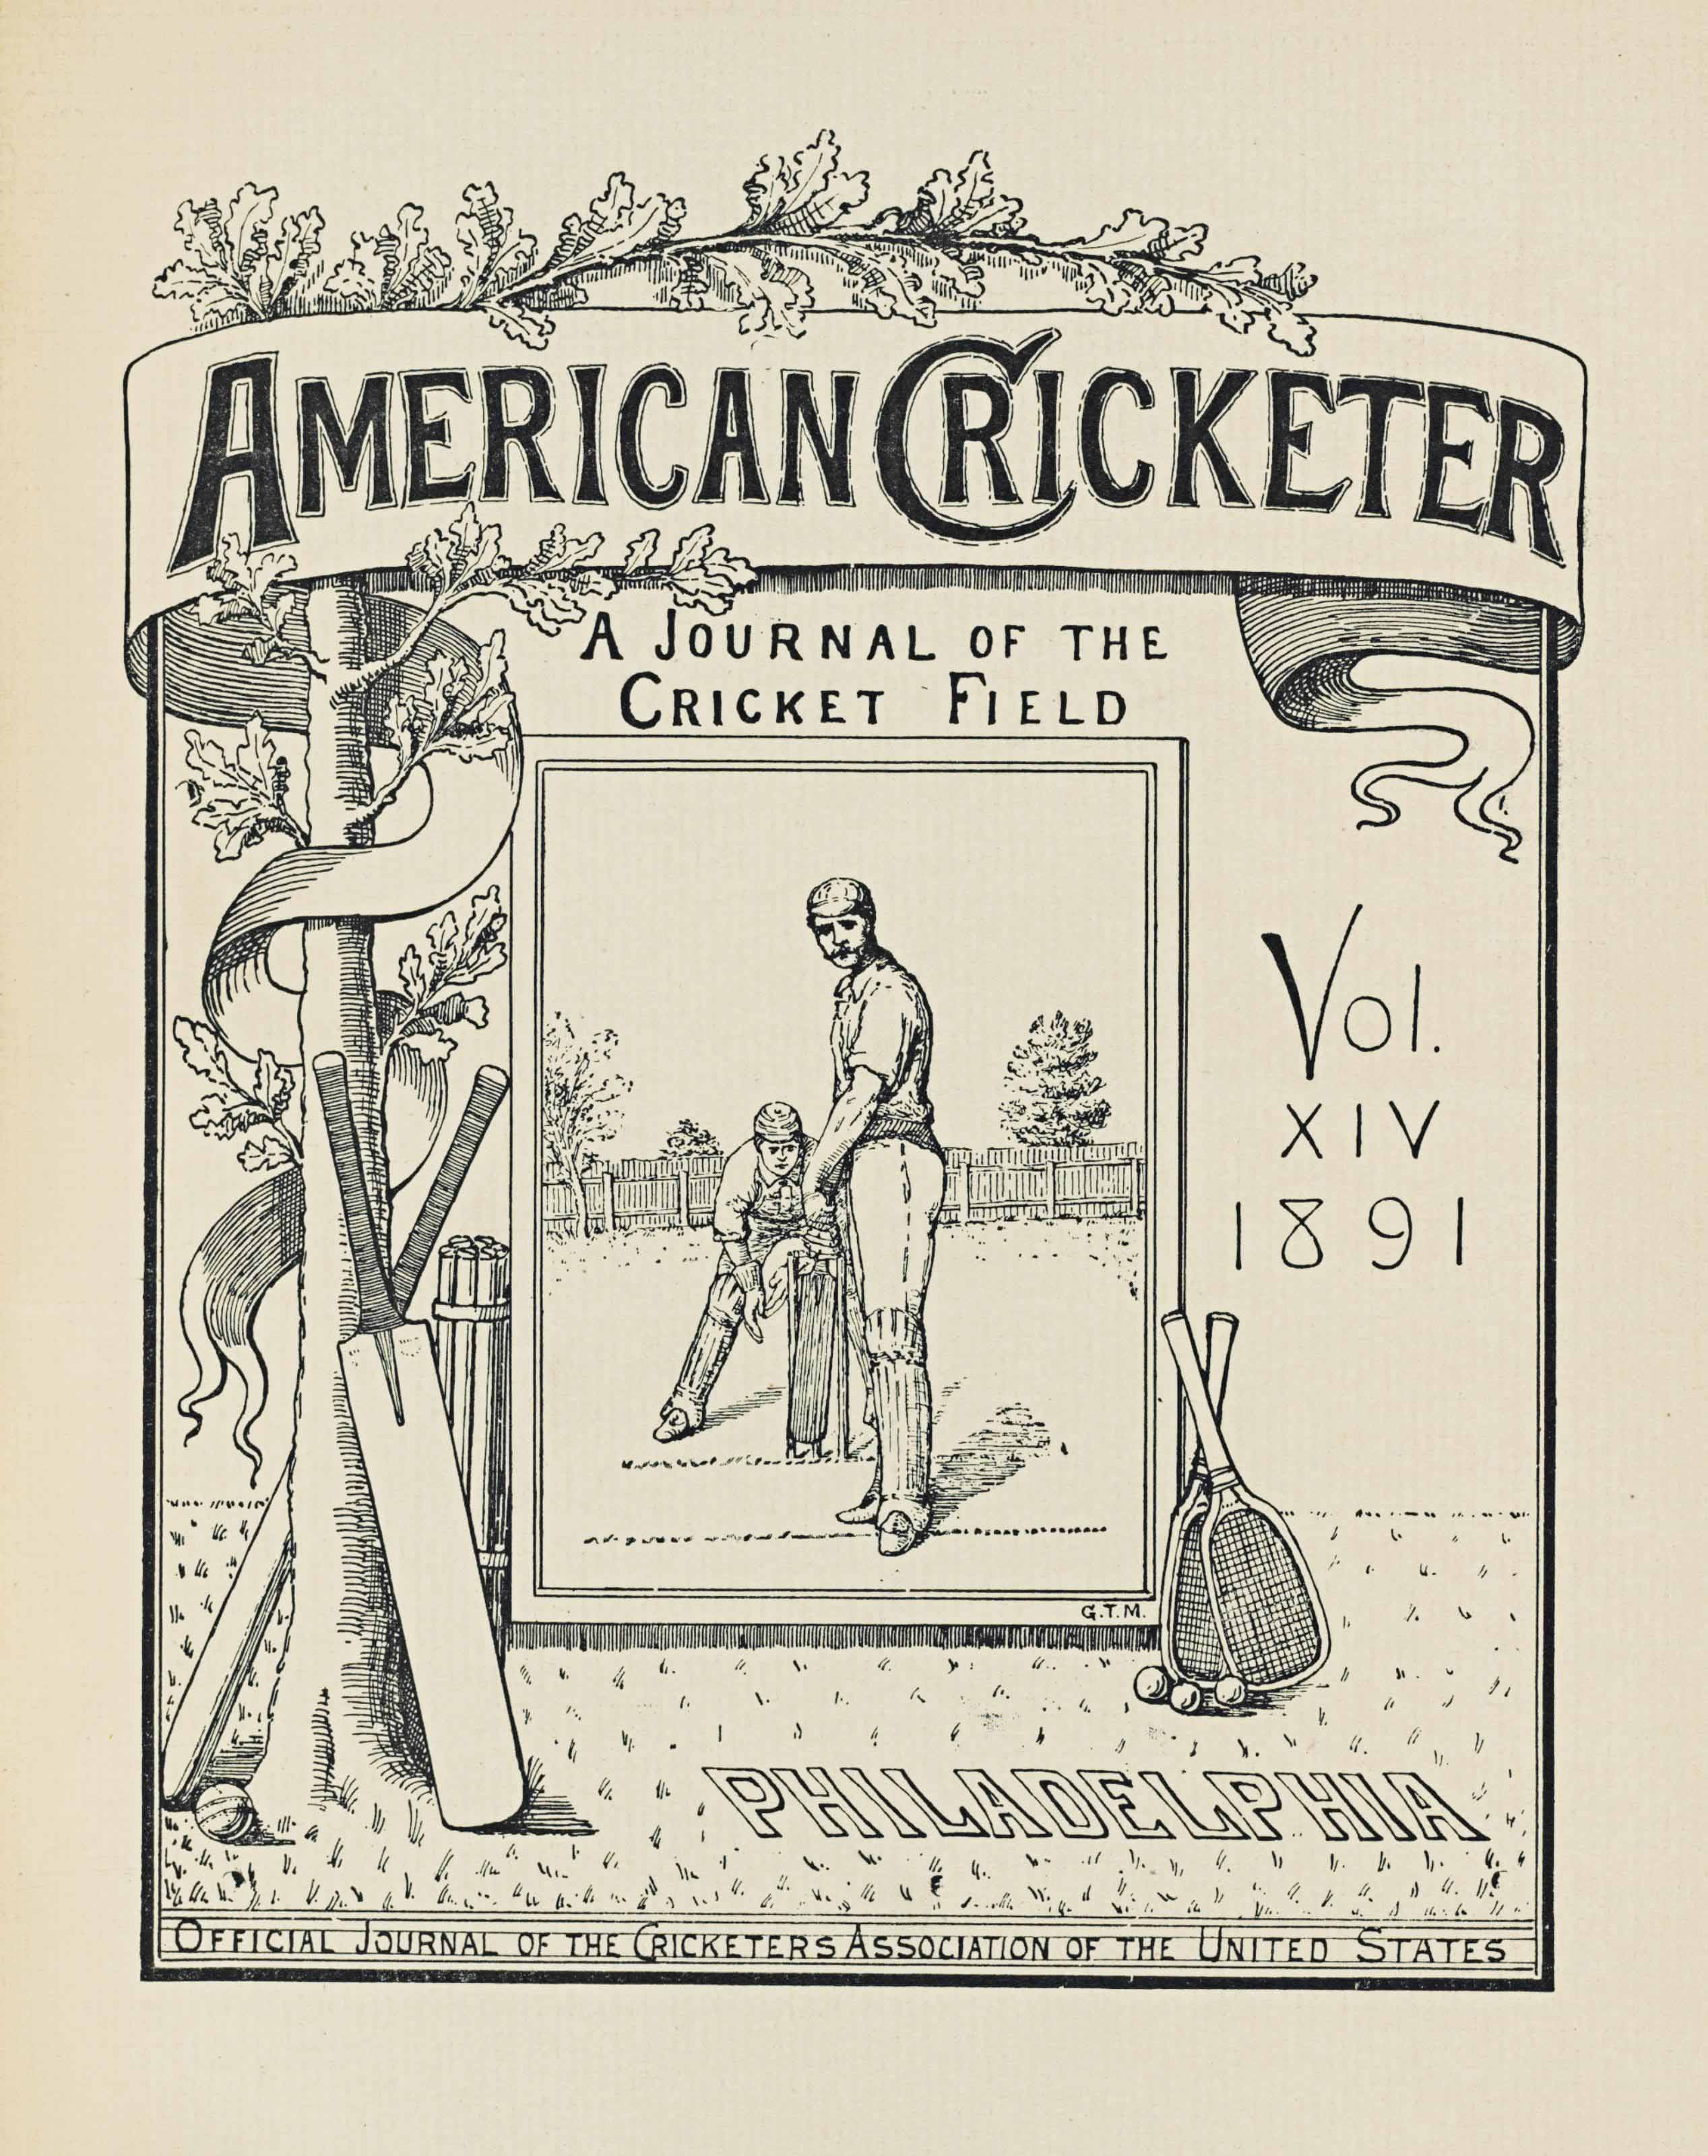 AMERICAN CRICKETER
A JOURNAL OF THE
CRICKET FIELD
Vol.
XIV
1891
G.T.M.
PHILADELPHIA
OFFICIAL JOURNAL OF THE CRICKETERS ASSOCIATION OF THE UNITED STATES